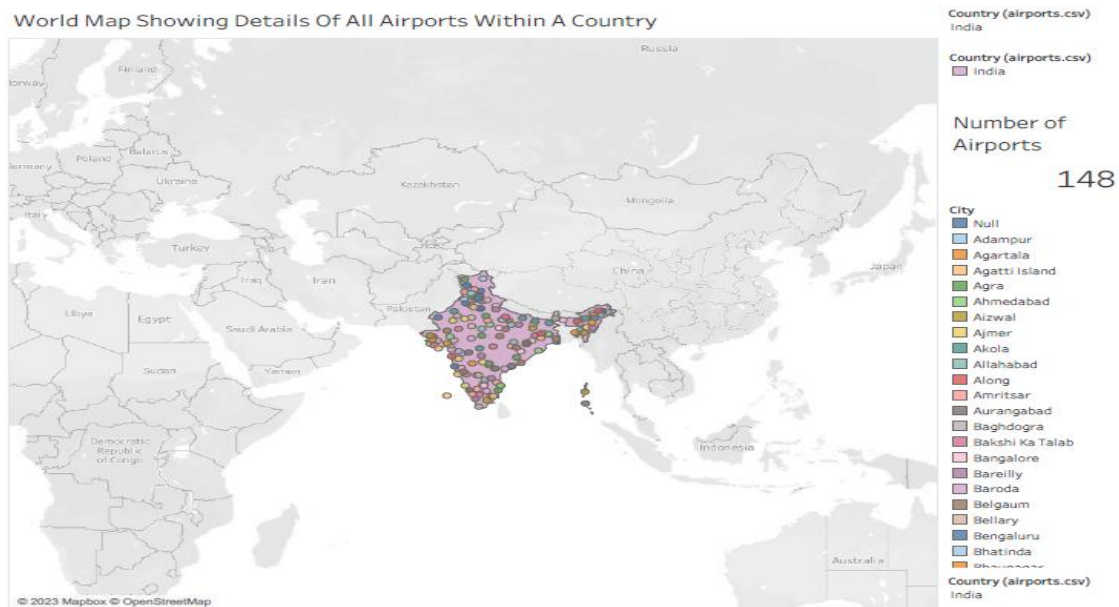 World Map Showing Details Of All Airports Within A Country
Russia
Finland
Norway
Belarus
Poland
Germany
Ukraine
Kazakhstan
Mongolia
Italy
Turkey
China
Japan
Iraq
Iran
Pakistan
Libya
Egypt
Saudi Arabia
Sudan
Yemen
Democratic
Republic
of Congo
Indonesia
Australia
© 2023 Mapbox © OpenStreetMap
Country (airports.csv)
India
Country (airports.csv)
India
Number of
Airports
148
City
Null
Adampur
Agartala
Agatti Island
Agra
Ahmedabad
Aizwal
Ajmer
Akola
Allahabad
Along
Amritsar
Aurangabad
Baghdogra
Bakshi Ka Talab
Bangalore
Bareilly
Baroda
Belgaum
Bellary
Bengaluru
Bhatinda
Bhaunagar
Country (airports.csv)
India